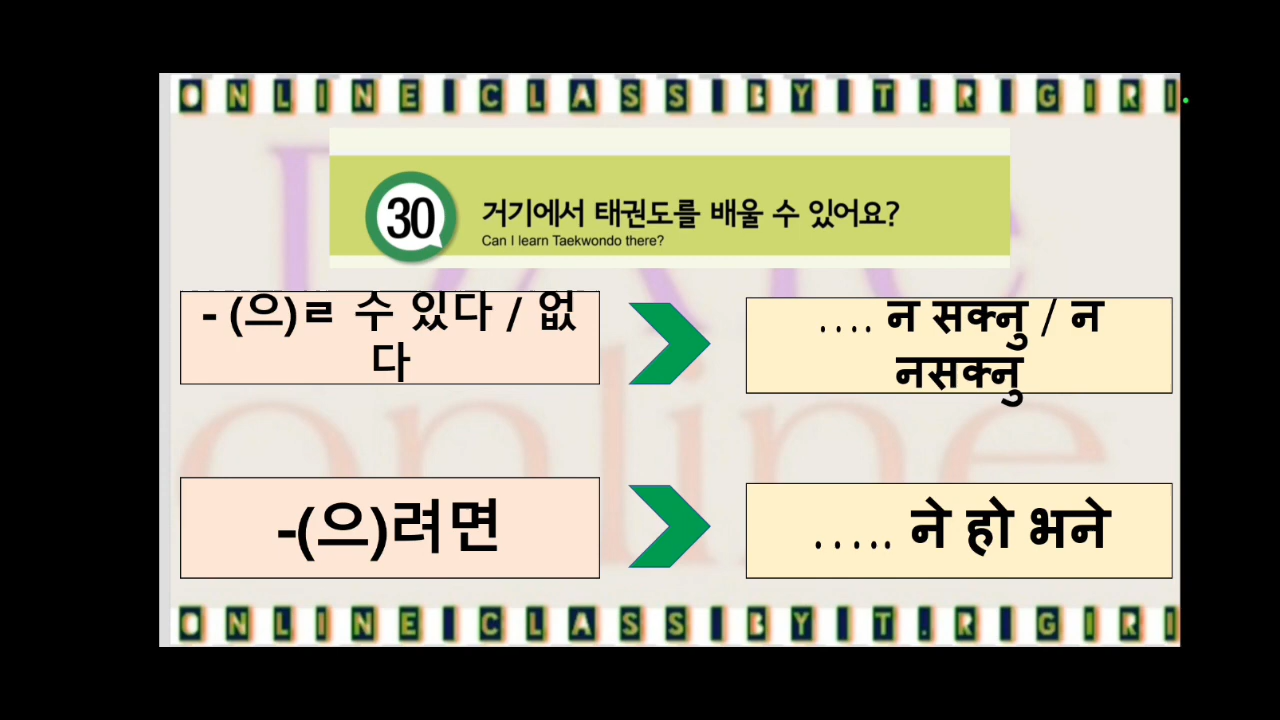 ONLINE CLASS BY T.R GIRI
30
거기에서 태권도를 배울 수 있어요?
Can I learn Taekwondo there?
- (으)ㄹ 수 있다 / 없
다
.... न सक्नु / न
नसक्नु
-(으)려면
..... ने हो भने
online
ONLINE CLASS BY T.R GIRI